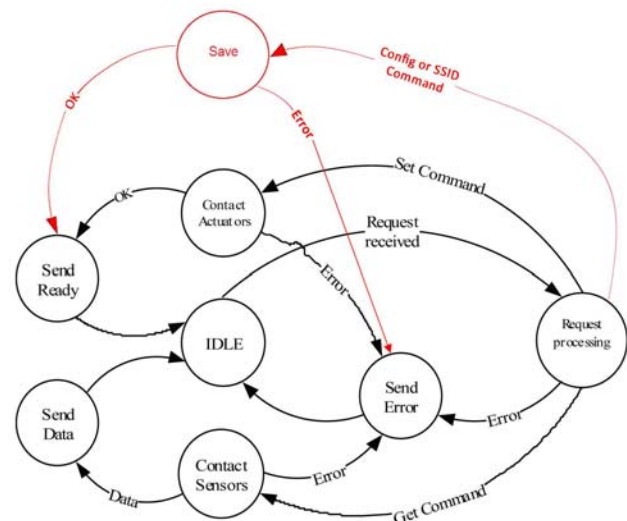 Save
Config or SSID
Command
OK
Error
Set Command
Contact
Actuators
OK
Request
received
Error
Send
Ready
IDLE
Request
processing
Send
Error
Send
Data
Error
Contact
Sensors
Error
Data
Get Command